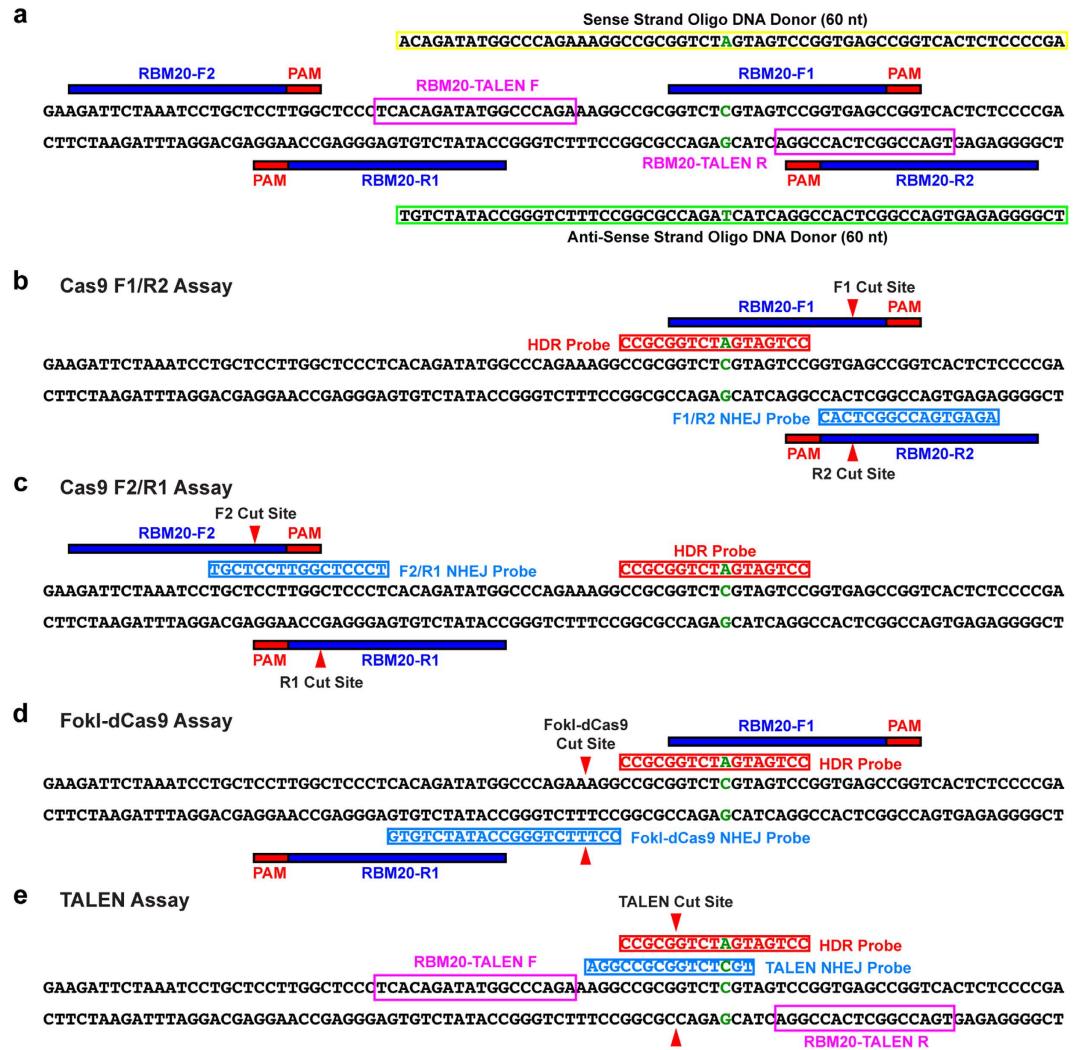 a
Sense Strand Oligo DNA Donor (60 nt)
ACAGATATGGCCCAGAAAGGCCGCGGTCTAGTAGTCCGGTGAGCCGGTCACTCTCCCCGA
RBM20-F2 PAM RBM20-TALEN F RBM20-F1 PAM
GAAGATTCTAAATCCTGCTCCTTGGCTCCCTCACAGATATGGCCCAGAAAGGCCGCGGTCTCGTAGTCCGGTGAGCCGGTCACTCTCCCCGA
CTTCTAAGATTTAGGACGAGGAACCGAGGGAGTGTCTATACCGGGTCTTTCCGGCGCCAGAGCATCAGGCCACTCGGCCAGTGAGAGGGGCT
PAM RBM20-R1 RBM20-TALEN R PAM RBM20-R2
TGTCTATACCGGGTCTTTCCGGCGCCAGATCATCAGGCCACTCGGCCAGTGAGAGGGGCT
Anti-Sense Strand Oligo DNA Donor (60 nt)
b Cas9 F1/R2 Assay
F1 Cut Site
RBM20-F1 PAM
HDR Probe CCGCGGTCTAGTAGTCC
GAAGATTCTAAATCCTGCTCCTTGGCTCCCTCACAGATATGGCCCAGAAAGGCCGCGGTCTCGTAGTCCGGTGAGCCGGTCACTCTCCCCGA
CTTCTAAGATTTAGGACGAGGAACCGAGGGAGTGTCTATACCGGGTCTTTCCGGCGCCAGAGCATCAGGCCACTCGGCCAGTGAGAGGGGCT
F1/R2 NHEJ Probe CACTCGGCCAGTGAGA
PAM RBM20-R2
R2 Cut Site
c Cas9 F2/R1 Assay
F2 Cut Site
RBM20-F2 PAM HDR Probe
TGCTCCTTGGCTCCCT F2/R1 NHEJ Probe CCGCGGTCTAGTAGTCC
GAAGATTCTAAATCCTGCTCCTTGGCTCCCTCACAGATATGGCCCAGAAAGGCCGCGGTCTCGTAGTCCGGTGAGCCGGTCACTCTCCCCGA
CTTCTAAGATTTAGGACGAGGAACCGAGGGAGTGTCTATACCGGGTCTTTCCGGCGCCAGAGCATCAGGCCACTCGGCCAGTGAGAGGGGCT
PAM RBM20-R1
R1 Cut Site
d FokI-dCas9 Assay
FokI-dCas9 Cut Site
RBM20-F1 PAM
CCGCGGTCTAGTAGTCC HDR Probe
GAAGATTCTAAATCCTGCTCCTTGGCTCCCTCACAGATATGGCCCAGAAAGGCCGCGGTCTCGTAGTCCGGTGAGCCGGTCACTCTCCCCGA
CTTCTAAGATTTAGGACGAGGAACCGAGGGAGTGTCTATACCGGGTCTTTCCGGCGCCAGAGCATCAGGCCACTCGGCCAGTGAGAGGGGCT
GTGTCTATACCGGGTCTTTCC FokI-dCas9 NHEJ Probe
PAM RBM20-R1
e TALEN Assay
TALEN Cut Site
CCGCGGTCTAGTAGTCC HDR Probe
RBM20-TALEN F AGGCCGCGGTCTCGT TALEN NHEJ Probe
GAAGATTCTAAATCCTGCTCCTTGGCTCCCTCACAGATATGGCCCAGAAAGGCCGCGGTCTCGTAGTCCGGTGAGCCGGTCACTCTCCCCGA
CTTCTAAGATTTAGGACGAGGAACCGAGGGAGTGTCTATACCGGGTCTTTCCGGCGCCAGAGCATCAGGCCACTCGGCCAGTGAGAGGGGCT
RBM20-TALEN R